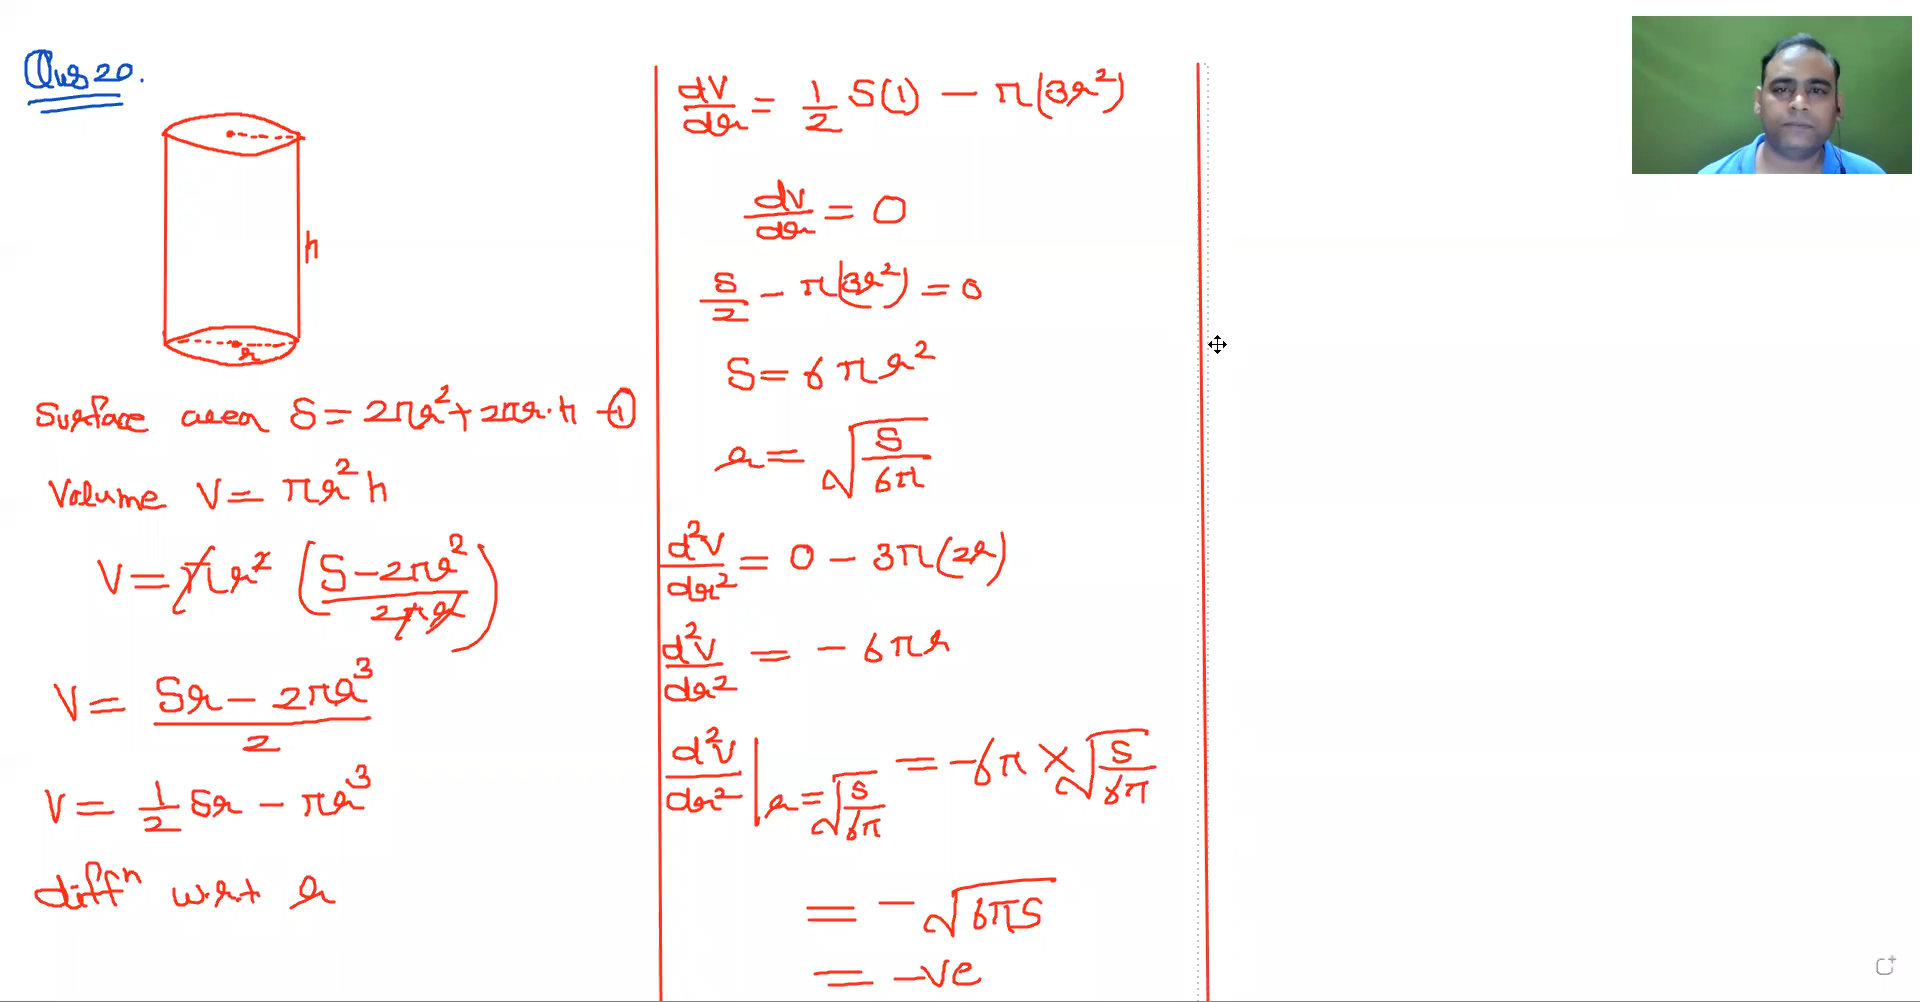 Ques 20.
h
r
Surface area S = 2πr² + 2πr·h -①
Volume V = πr²h
V = πr² (S - 2πr² / 2πr)
V = Sr - 2πr³ / 2
V = 1/2 Sr - πr³
diffⁿ w.r.t r
dV/dr = 1/2 S(1) - π(3r²)
dV/dr = 0
S/2 - π(3r²) = 0
S = 6πr²
r = √(S/6π)
d²V/dr² = 0 - 3π(2r)
d²V/dr² = -6πr
d²V/dr² | r = √(S/6π) = -6π × √(S/6π)
= -√(6πS)
= -ve